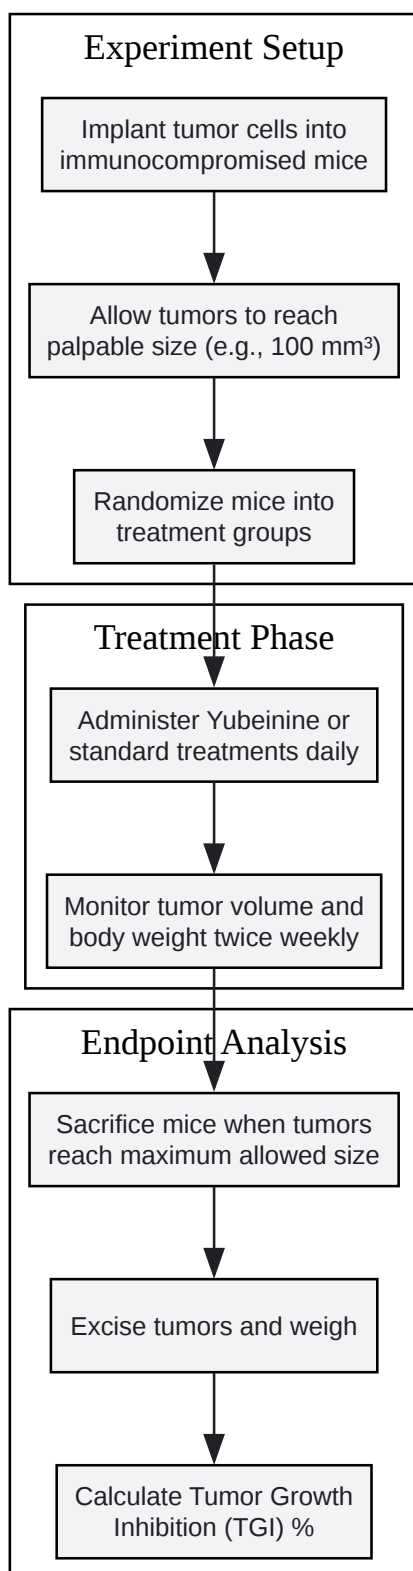 Experiment Setup
Implant tumor cells into
immunocompromised mice
Allow tumors to reach
palpable size (e.g., 100 mm³)
Randomize mice into
treatment groups
Treatment Phase
Administer Yubeinine or
standard treatments daily
Monitor tumor volume and
body weight twice weekly
Endpoint Analysis
Sacrifice mice when tumors
reach maximum allowed size
Excise tumors and weigh
Calculate Tumor Growth
Inhibition (TGI) %